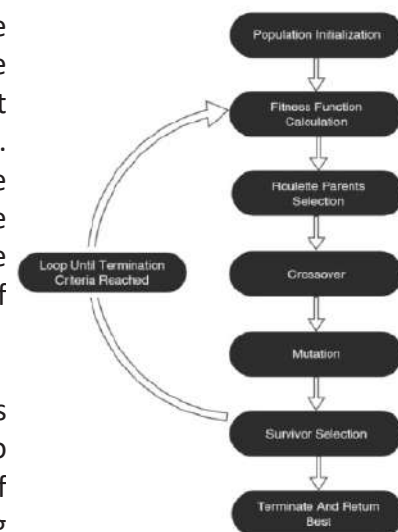 Population Initialization
Fitness Function
Calculation
Roulette Parents
Selection
Loop Until Termination
Criteria Reached
Crossover
Mutation
Survivor Selection
Terminate And Return
Best